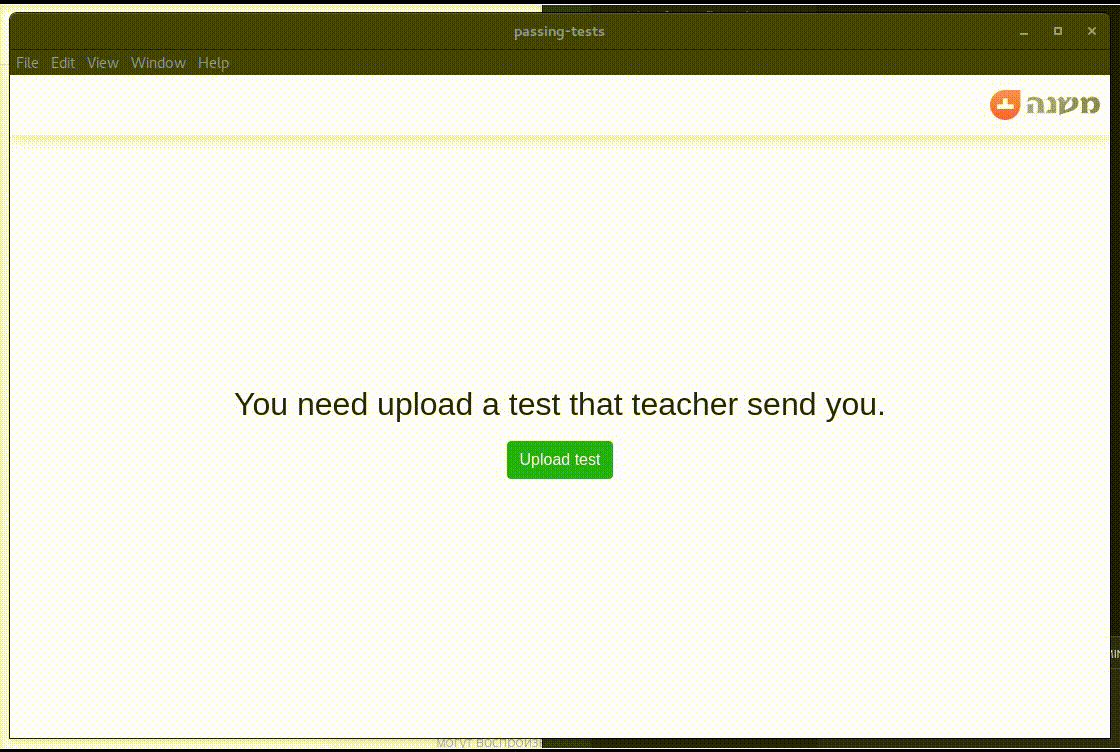 passing-tests
File Edit View Window Help
משנה
You need upload a test that teacher send you.
Upload test
могут воспроизв